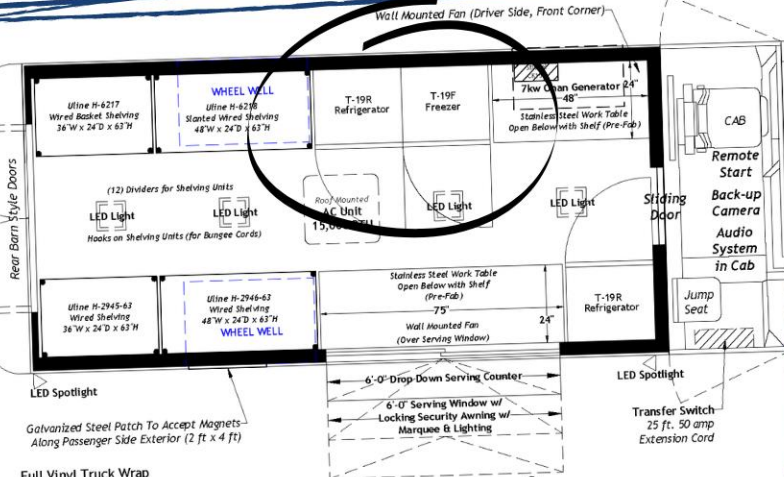 Wall Mounted Fan (Driver Side, Front Corner)
Uline H-6217
Wired Basket Shelving
36"W x 24"D x 63"H
WHEEL WELL
Uline H-6218
Slanted Wired Shelving
48"W x 24"D x 63"H
T-19R
Refrigerator
T-19F
Freezer
7kw Onan Generator
48"
24"
Stainless Steel Work Table
Open Below with Shelf (Pre-Fab)
CAB
Remote
Start
Back-up
Camera
Audio
System
in Cab
Rear Barn Style Doors
(12) Dividers for Shelving Units
LED Light
LED Light
Hooks on Shelving Units (for Bungee Cords)
Roof Mounted
AC Unit
LED Light
LED Light
Sliding
Door
Uline H-2945-63
Wired Shelving
36"W x 24"D x 63"H
Uline H-2946-63
Wired Shelving
48"W x 24"D x 63"H
WHEEL WELL
Stainless Steel Work Table
Open Below with Shelf
(Pre-Fab)
75"
24"
Wall Mounted Fan
(Over Serving Window)
T-19R
Refrigerator
Jump
Seat
LED Spotlight
6'-0" Drop Down Serving Counter
LED Spotlight
6'-0" Serving Window w/
Locking Security Awning w/
Marquee & Lighting
Galvanized Steel Patch To Accept Magnets
Along Passenger Side Exterior (2 ft x 4 ft)
Transfer Switch
25 ft. 50 amp
Extension Cord
Full Vinyl Truck Wrap